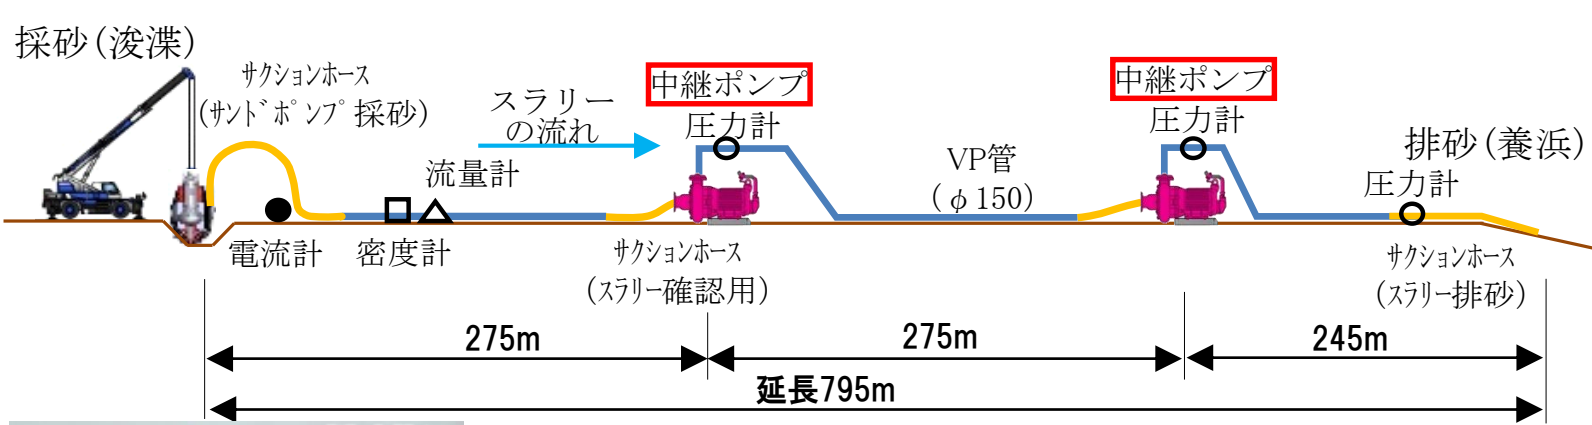 採砂(浚渫)
サクションホース
(サンドポンプ採砂)
スラリー
の流れ
中継ポンプ
圧力計
中継ポンプ
圧力計
排砂(養浜)
圧力計
流量計
VP管
(φ150)
電流計
密度計
サクションホース
(スラリー確認用)
サクションホース
(スラリー排砂)
275m
275m
245m
延長795m